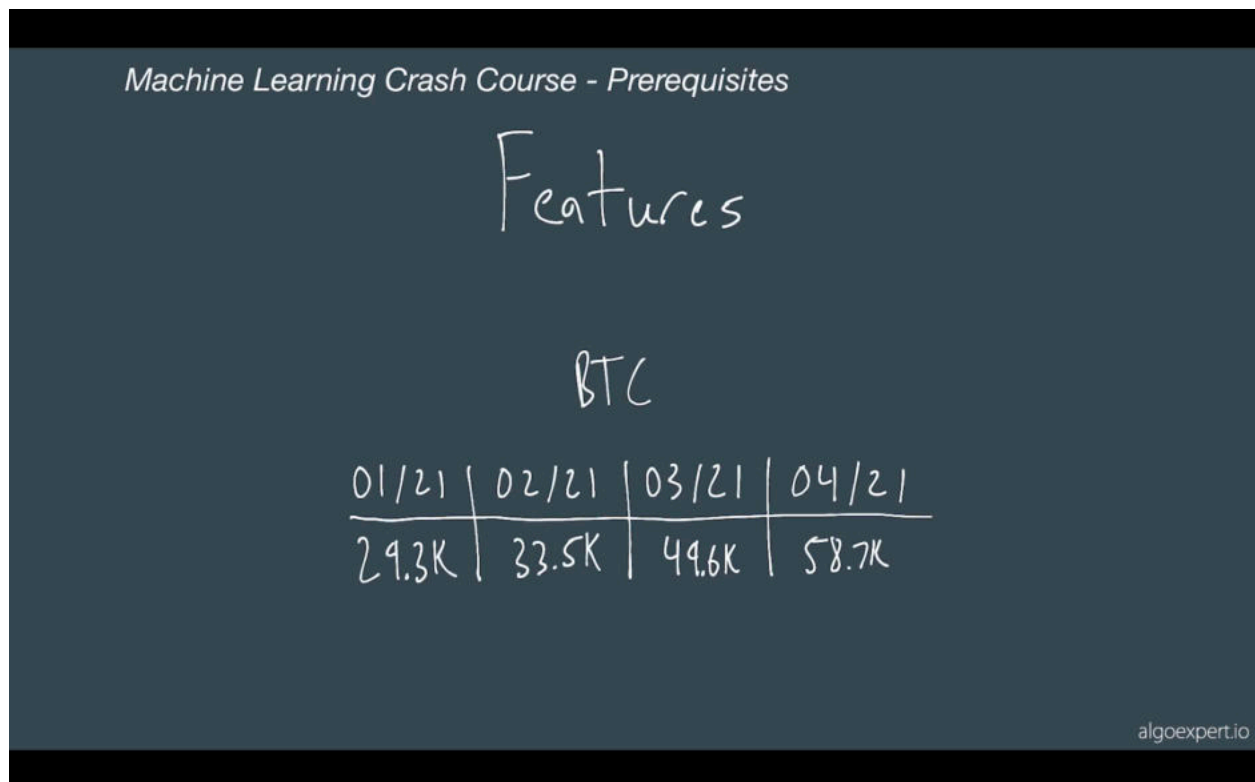 Machine Learning Crash Course - Prerequisites
Features
BTC
01/21 | 02/21 | 03/21 | 04/21
29.3K | 33.5K | 49.6K | 58.7K
algoexpert.io